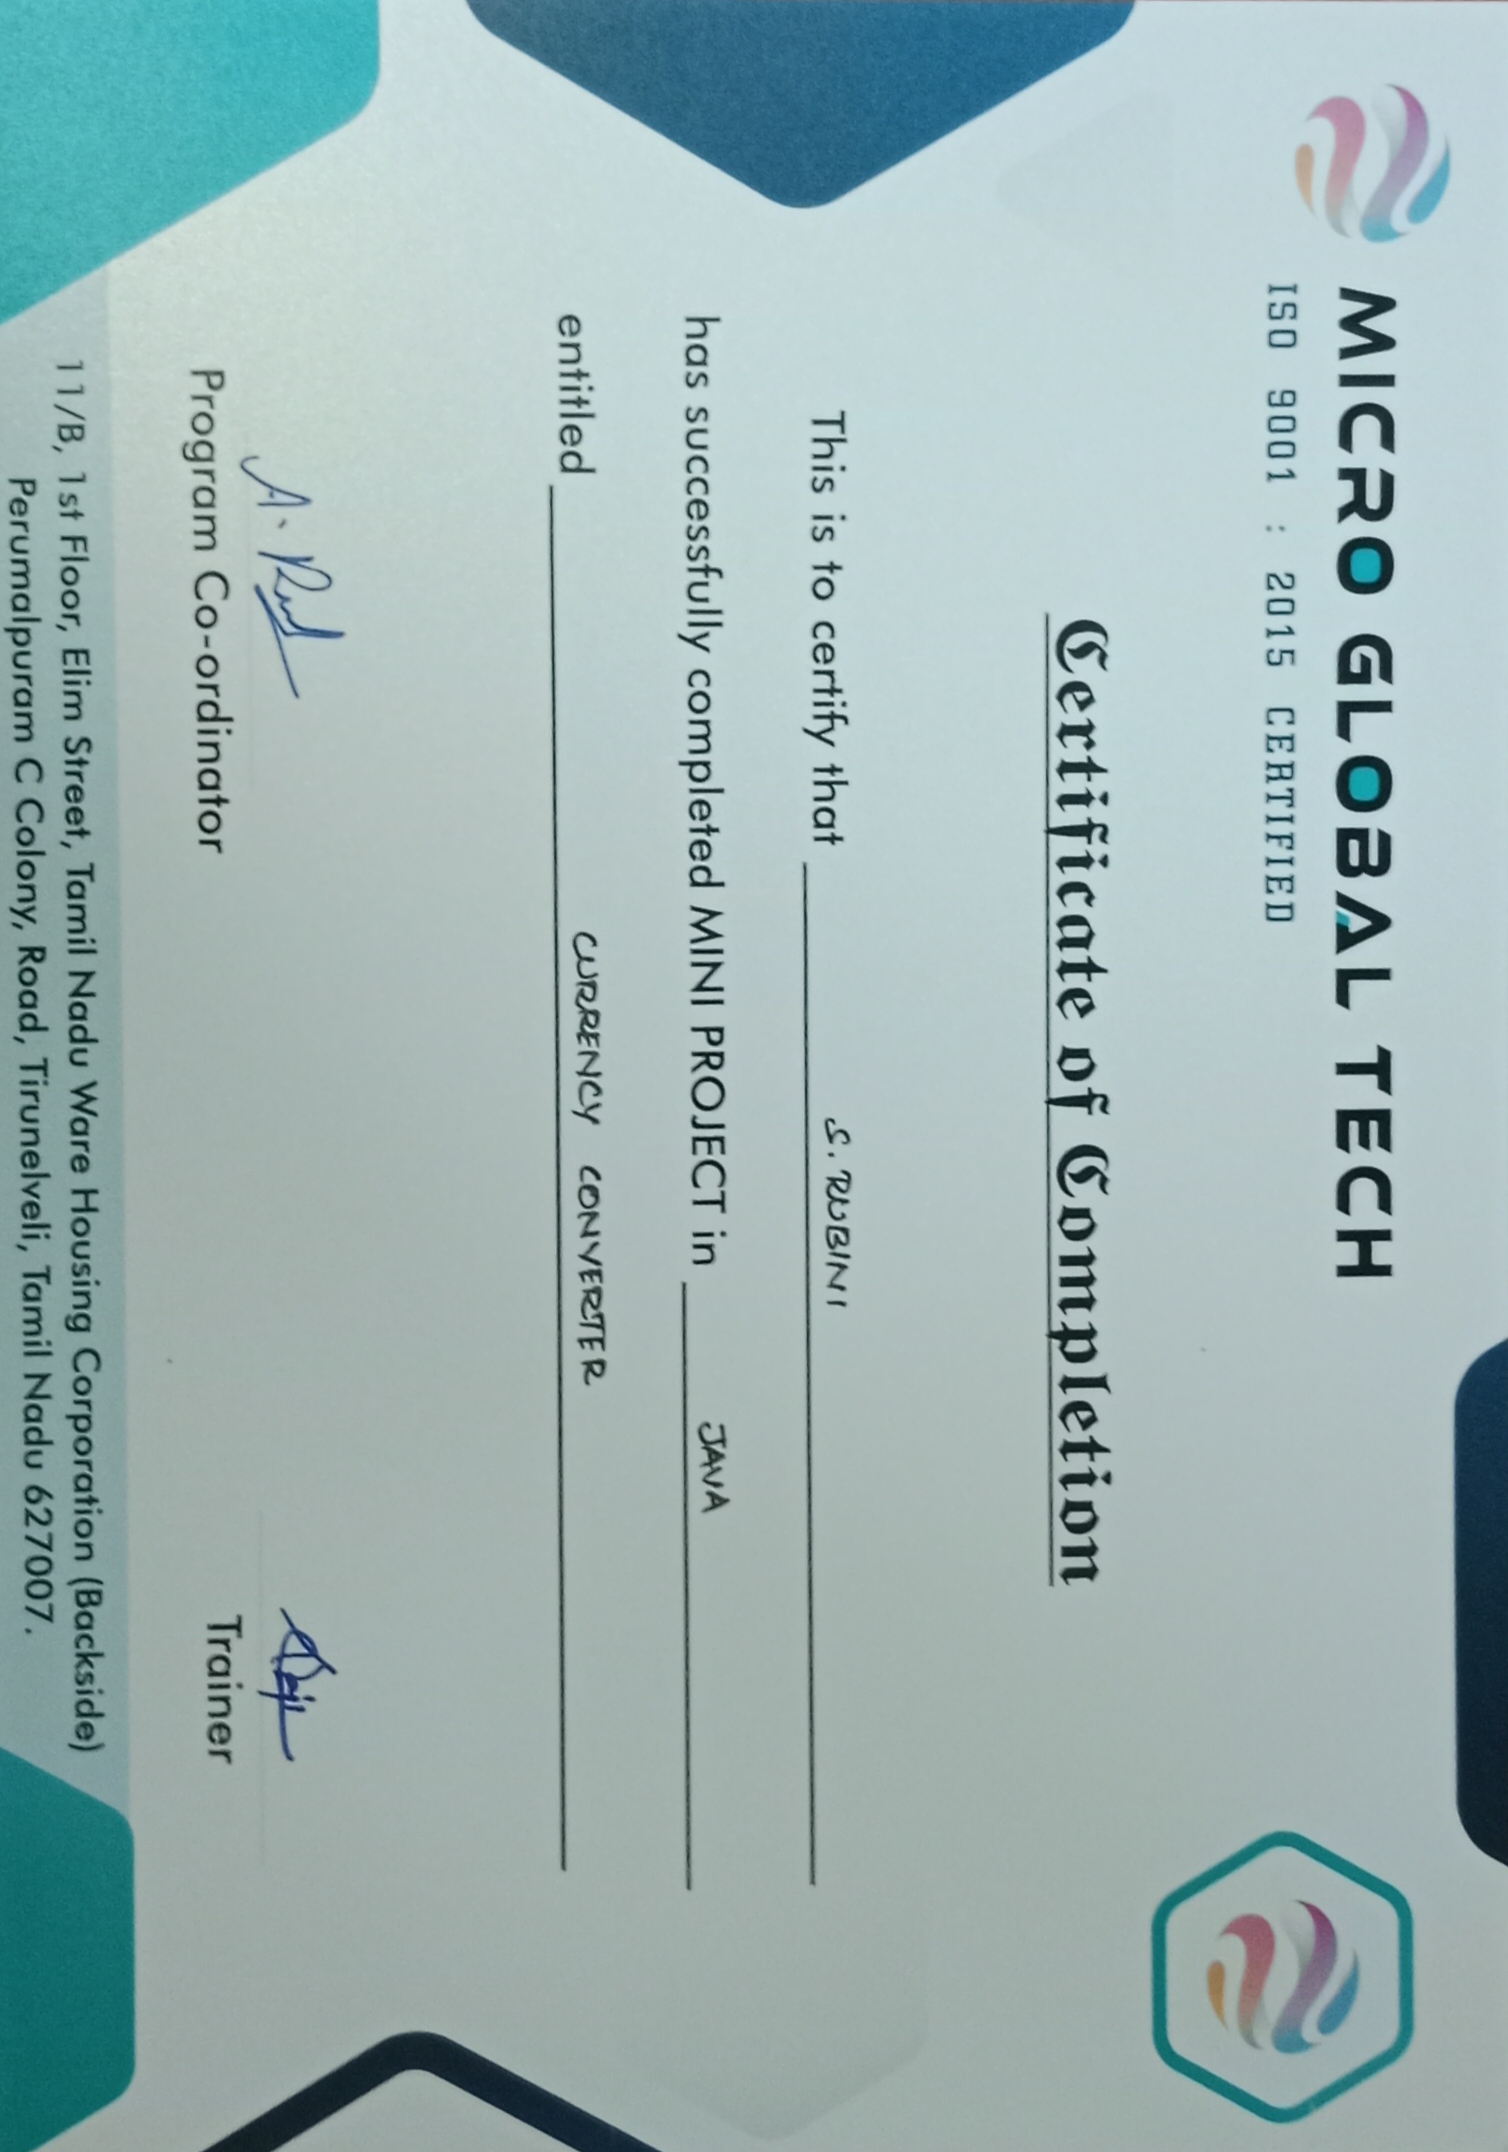 MICRO GLOBAL TECH
ISO 9001 : 2015 CERTIFIED
Certificate of Completion
This is to certify that S. RUBINI
has successfully completed MINI PROJECT in JAVA
entitled CURRENCY CONVERTER
Program Co-ordinator
Trainer
11/B, 1st Floor, Elim Street, Tamil Nadu Ware Housing Corporation (Backside)
Perumalpuram C Colony, Road, Tirunelveli, Tamil Nadu 627007.